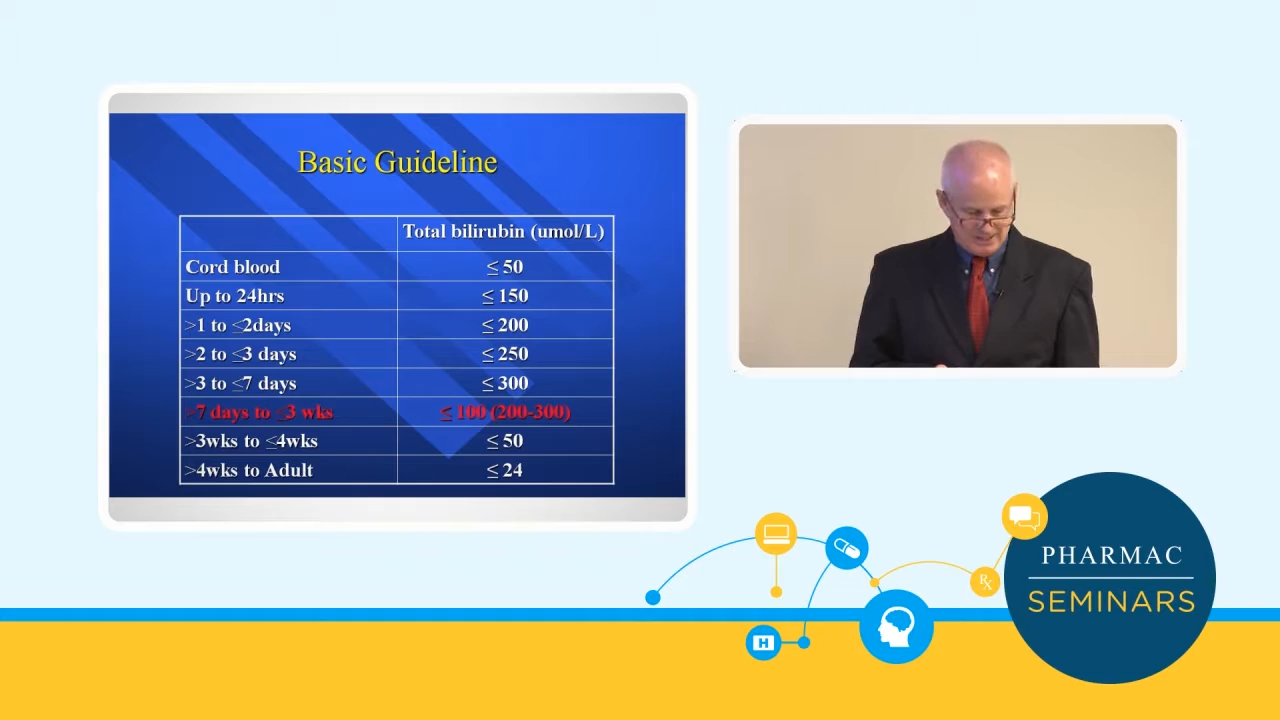 Basic Guideline
Total bilirubin (umol/L)
Cord blood ≤ 50
Up to 24hrs ≤ 150
>1 to ≤2days ≤ 200
>2 to ≤3 days ≤ 250
>3 to ≤7 days ≤ 300
>7 days to ≤3 wks ≤ 100 (200-300)
>3wks to ≤4wks ≤ 50
>4wks to Adult ≤ 24
H
Rx
PHARMAC
SEMINARS